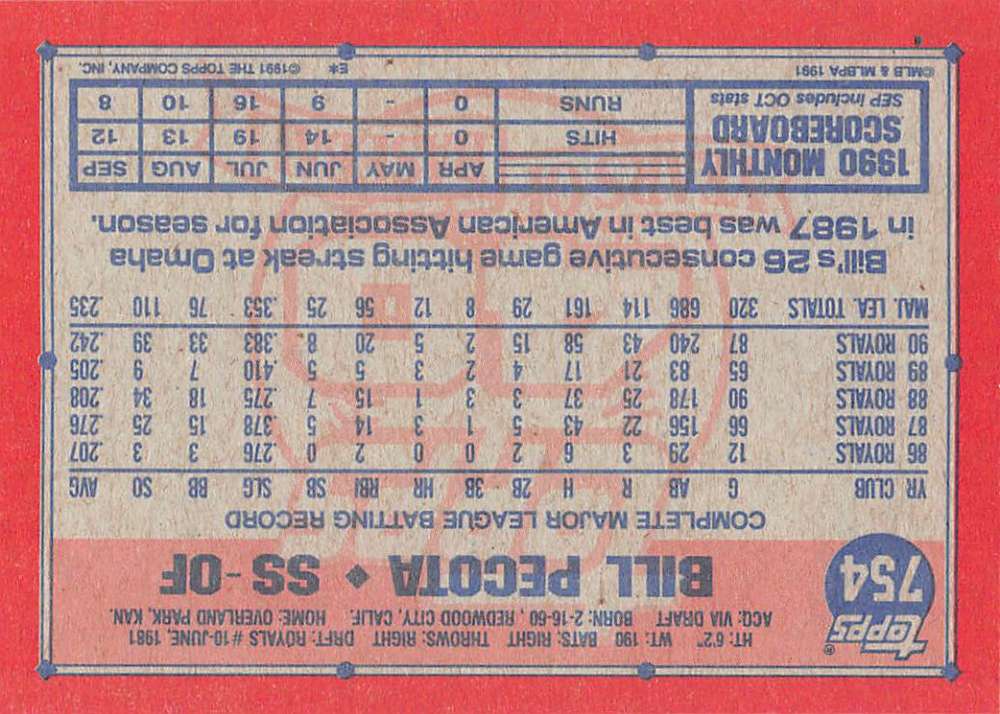 topps®
754
HT: 6'2" WT: 190 BATS: RIGHT THROWS: RIGHT DRFT: ROYALS #10-JUNE, 1981
ACQ: VIA DRAFT BORN: 2-16-60, REDWOOD CITY, CALIF. HOME: OVERLAND PARK, KAN.
BILL PECOTA ◆ SS-OF
COMPLETE MAJOR LEAGUE BATTING RECORD
YR CLUB G AB R H 2B 3B HR RBI SB SLG BB SO AVG
86 ROYALS 12 29 3 6 2 0 0 2 0 .276 3 3 .207
87 ROYALS 66 156 22 43 5 1 3 14 5 .378 15 25 .276
88 ROYALS 90 178 25 37 3 3 1 15 7 .275 18 34 .208
89 ROYALS 65 83 21 17 4 2 3 5 5 .410 7 9 .205
90 ROYALS 87 240 43 58 15 2 5 20 8 .383 33 39 .242
MAJ. LEA TOTALS 320 686 114 161 29 8 12 56 25 .353 76 110 .235
Bill's 26 consecutive game hitting streak at Omaha
in 1987 was best in American Association for season.
1990 MONTHLY
SCOREBOARD
SEP includes OCT stats
APR MAY JUN JUL AUG SEP
HITS 0 - 14 19 13 12
RUNS 0 - 9 16 10 8
©MLB & MLBPA 1991 E* ©1991 THE TOPPS COMPANY, INC.